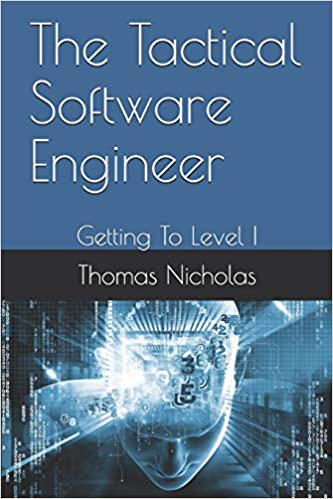 The Tactical
Software
Engineer
Getting To Level I
Thomas Nicholas